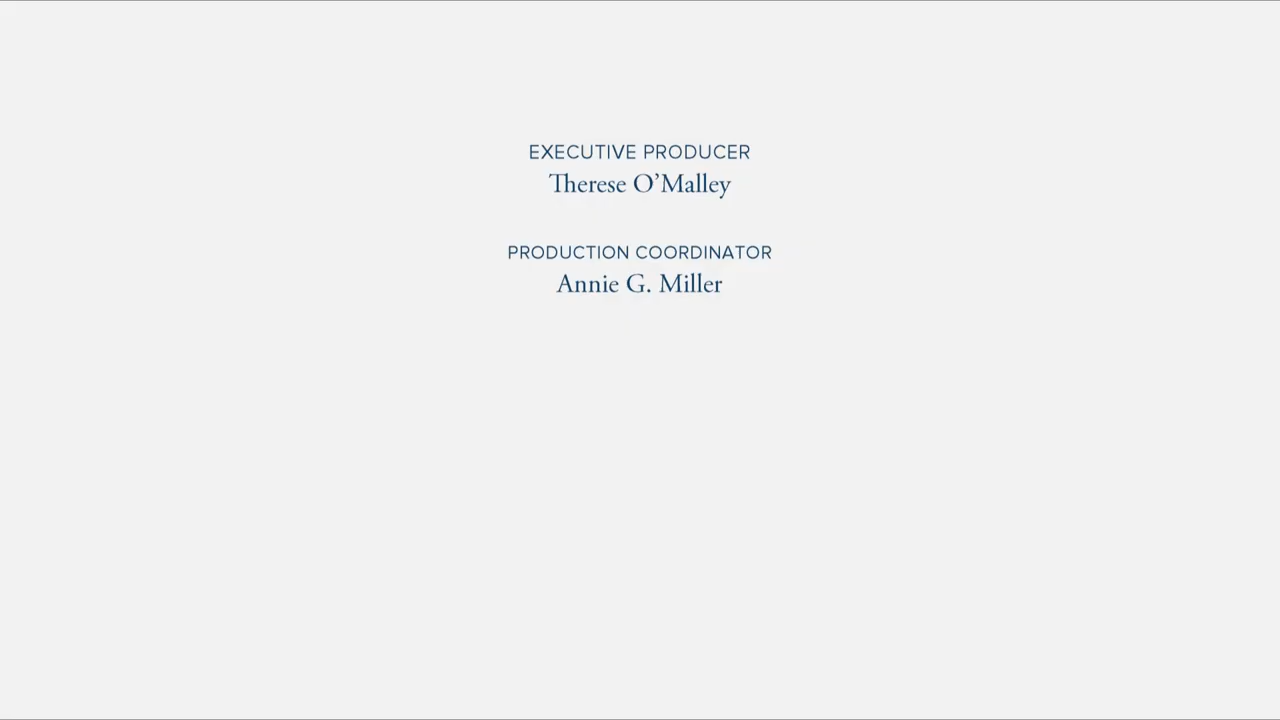 EXECUTIVE PRODUCER
Therese O’Malley
PRODUCTION COORDINATOR
Annie G. Miller